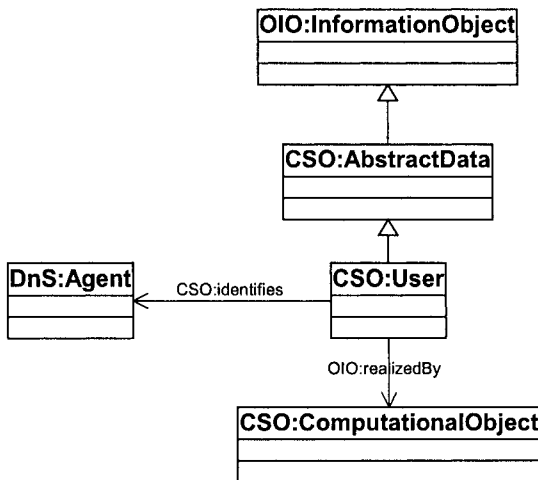 OIO:InformationObject
CSO:AbstractData
DnS:Agent
CSO:identifies
CSO:User
OIO:realizedBy
CSO:ComputationalObject